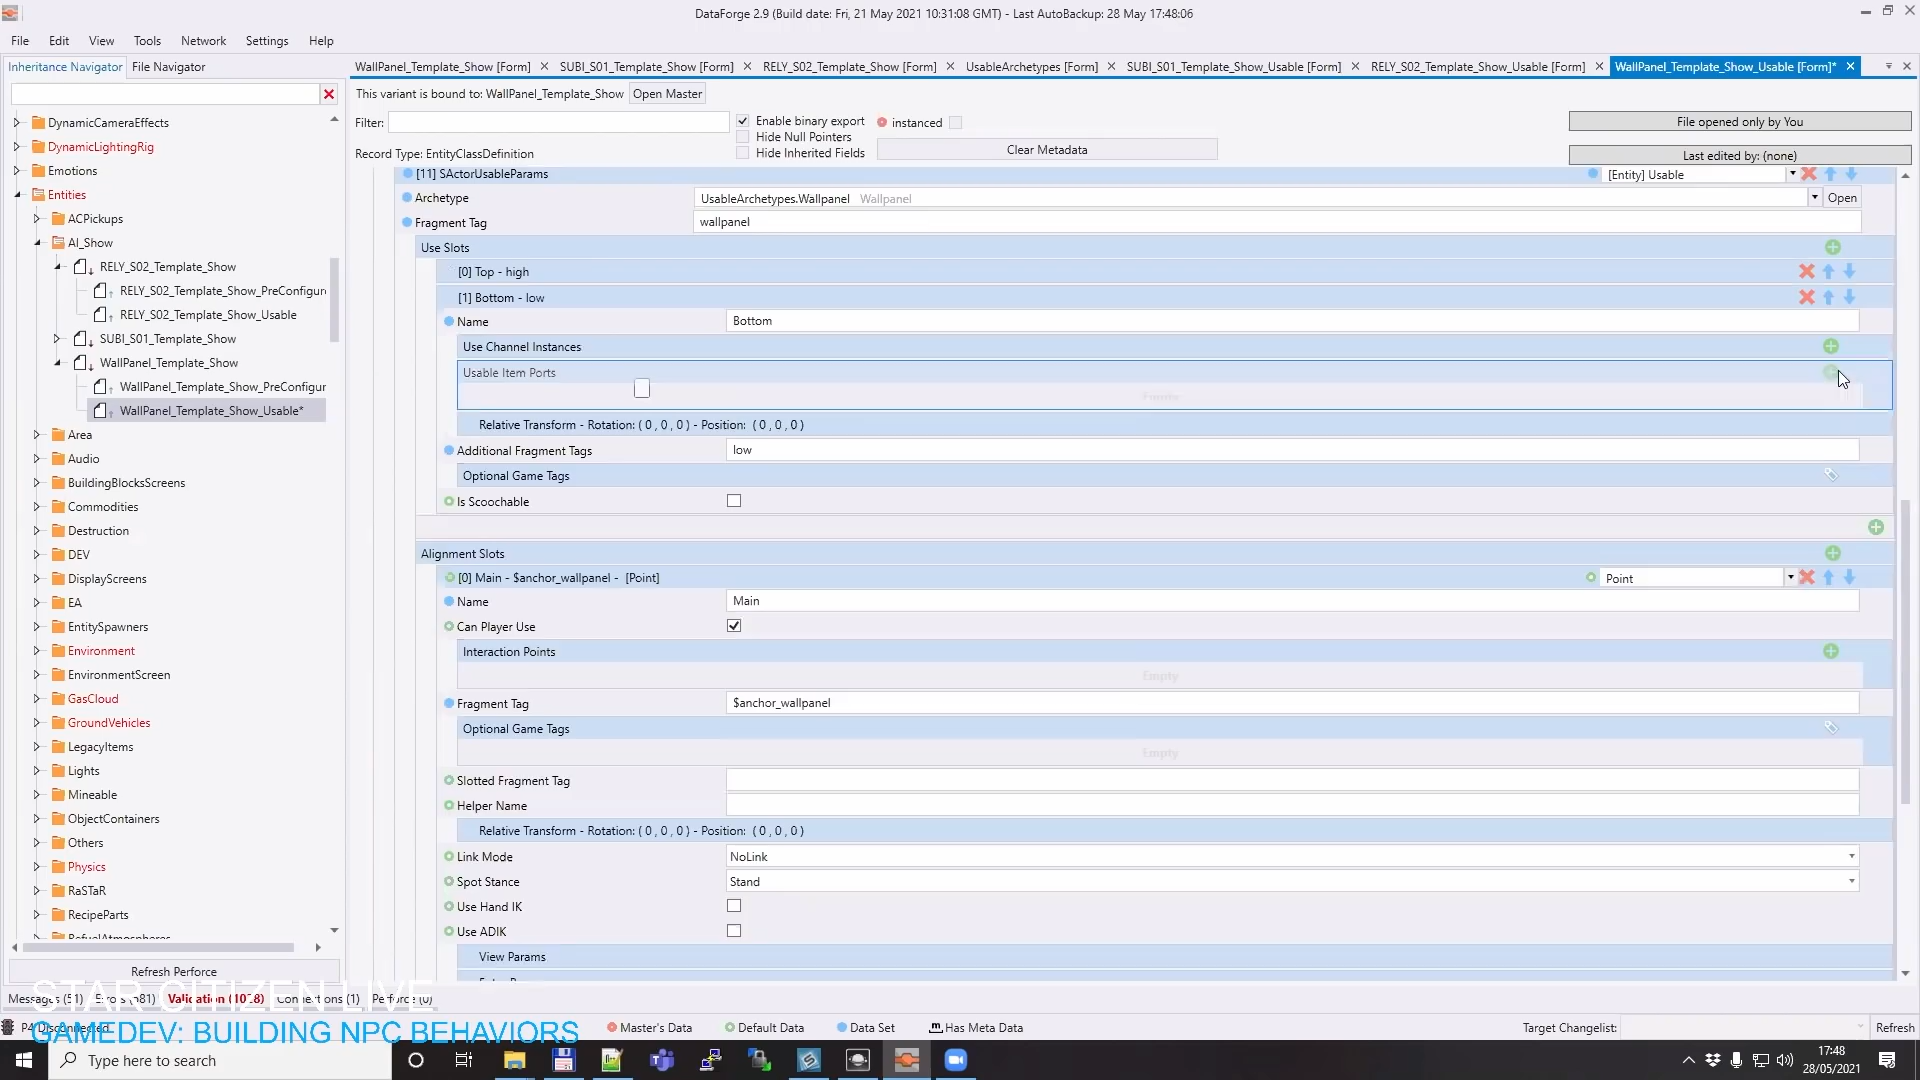 DataForge 2.9 (Build date: Fri, 21 May 2021 10:31:08 GMT) - Last AutoBackup: 28 May 17:48:06
File Edit View Tools Network Settings Help
Inheritance Navigator File Navigator
WallPanel_Template_Show [Form] SUBI_S01_Template_Show [Form] RELY_S02_Template_Show [Form] UsableArchetypes [Form] SUBI_S01_Template_Show_Usable [Form] RELY_S02_Template_Show_Usable [Form] WallPanel_Template_Show_Usable [Form]*
This variant is bound to: WallPanel_Template_Show Open Master
Filter: Enable binary export instanced File opened only by You
Hide Null Pointers
Hide Inherited Fields Clear Metadata
Record Type: EntityClassDefinition Last edited by: (none)
DynamicCameraEffects
DynamicLightingRig
Emotions
Entities
ACPickups
AI_Show
RELY_S02_Template_Show
RELY_S02_Template_Show_PreConfigur
RELY_S02_Template_Show_Usable
SUBI_S01_Template_Show
WallPanel_Template_Show
WallPanel_Template_Show_PreConfigur
WallPanel_Template_Show_Usable*
Area
Audio
BuildingBlocksScreens
Commodities
Destruction
DEV
DisplayScreens
EA
EntitySpawners
Environment
EnvironmentScreen
GasCloud
GroundVehicles
LegacyItems
Lights
Mineable
ObjectContainers
Others
Physics
RaSTaR
RecipeParts
RefuelAtmospheres
Refresh Perforce
[11] SActorUsableParams [Entity] Usable
Archetype UsableArchetypes.Wallpanel Wallpanel Open
Fragment Tag wallpanel
Use Slots
[0] Top - high
[1] Bottom - low
Name Bottom
Use Channel Instances
Usable Item Ports
Empty
Relative Transform - Rotation: ( 0 , 0 , 0 ) - Position: ( 0 , 0 , 0 )
Additional Fragment Tags low
Optional Game Tags
Is Scoochable
Alignment Slots
[0] Main - $anchor_wallpanel - [Point] Point
Name Main
Can Player Use
Interaction Points
Empty
Fragment Tag $anchor_wallpanel
Optional Game Tags
Empty
Slotted Fragment Tag
Helper Name
Relative Transform - Rotation: ( 0 , 0 , 0 ) - Position: ( 0 , 0 , 0 )
Link Mode NoLink
Spot Stance Stand
Use Hand IK
Use ADIK
View Params
Messages (51) Errors (581) Validation (1028) Connections (1) Perforce (0)
STAR CITIZEN LIVE
P4 Disconnected
GAMEDEV: BUILDING NPC BEHAVIORS
Master's Data Default Data Data Set Has Meta Data Target Changelist: Refresh
Type here to search
17:48
28/05/2021